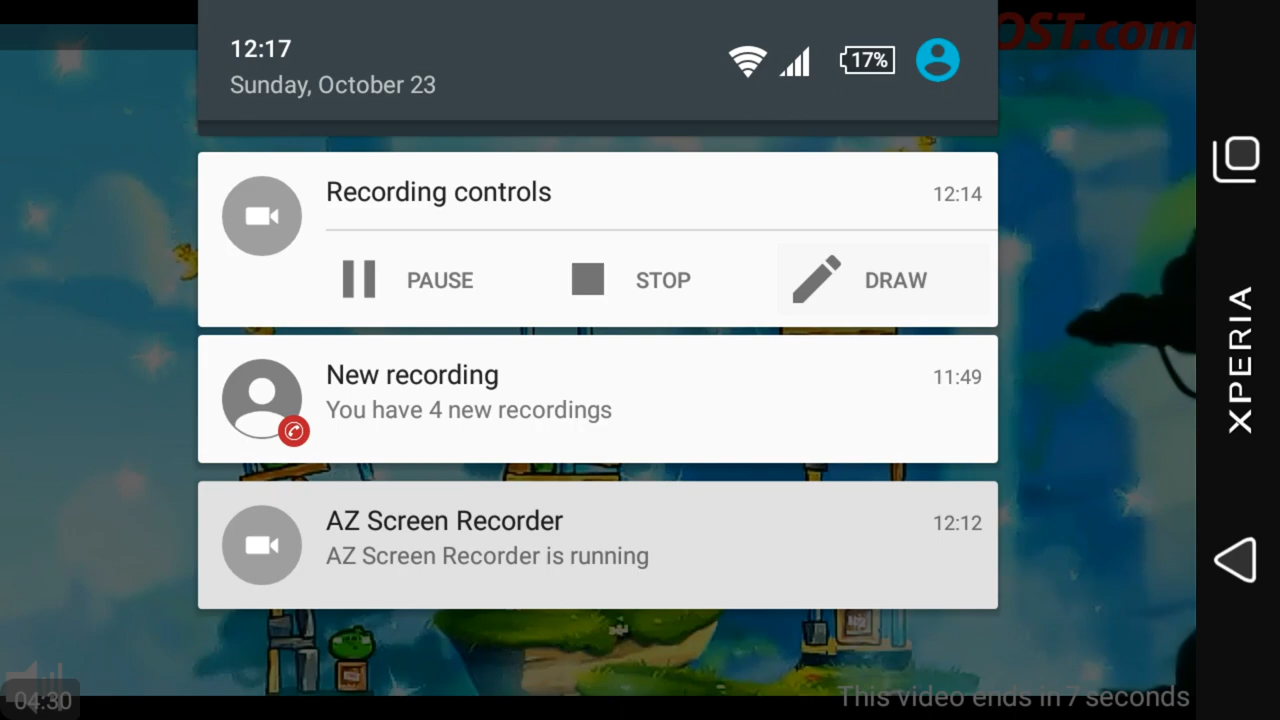 OST.com
12:17
17%
Sunday, October 23
Recording controls
12:14
PAUSE
STOP
DRAW
XPERIA
New recording
11:49
You have 4 new recordings
AZ Screen Recorder
12:12
AZ Screen Recorder is running
04:30
This video ends in 7 seconds